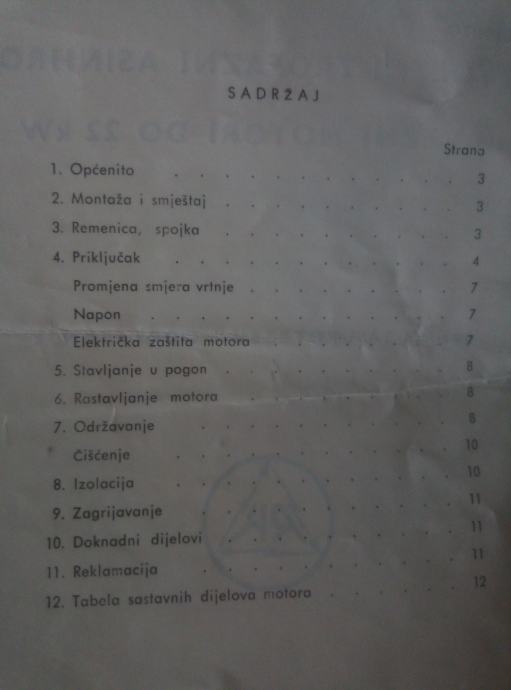 SADRŽAJ
Strana
1. Općenito . . . . . . . . . . . . 3
2. Montaža i smještaj . . . . . . . . . . 3
3. Remenica, spojka . . . . . . . . . . 3
4. Priključak . . . . . . . . . . . . 4
Promjena smjera vrtnje . . . . . . . . . 7
Napon . . . . . . . . . . . . . 7
Električka zaštita motora . . . . . . . . 7
5. Stavljanje u pogon . . . . . . . . . . 8
6. Rastavljanje motora . . . . . . . . . . 8
7. Održavanje . . . . . . . . . . . 8
Čišćenje . . . . . . . . . . . . 10
8. Izolacija . . . . . . . . . . . . 10
9. Zagrijavanje . . . . . . . . . . . 11
10. Doknadni dijelovi . . . . . . . . . . 11
11. Reklamacija . . . . . . . . . . . 11
12. Tabela sastavnih dijelova motora . . . . . . 12